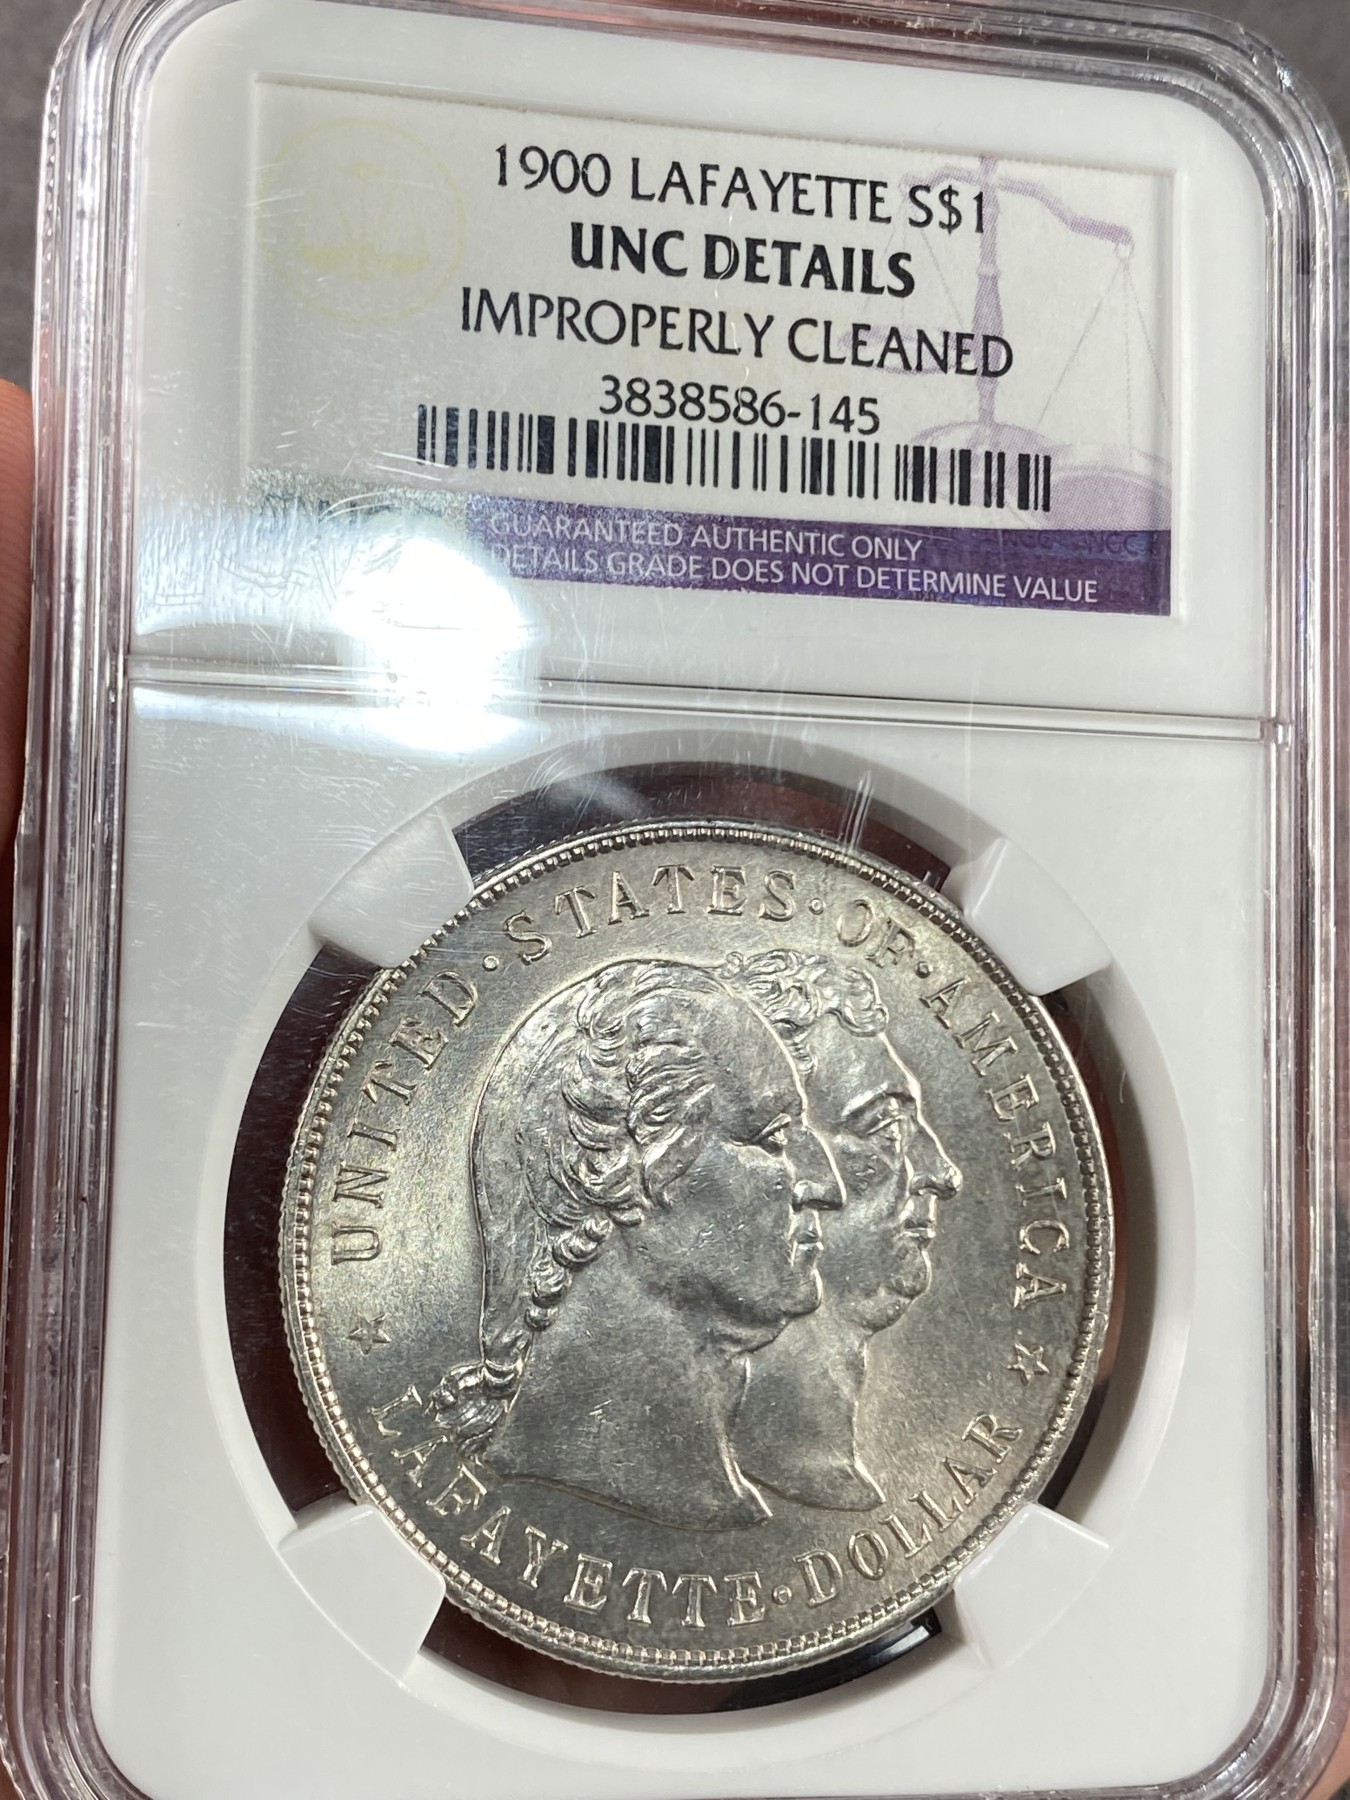 1900 LAFAYETTE S$1
UNC DETAILS
IMPROPERLY CLEANED
3838586-145
GUARANTEED AUTHENTIC ONLY
DETAILS GRADE DOES NOT DETERMINE VALUE
UNITED·STATES·OF·AMERICA
LAFAYETTE·DOLLAR